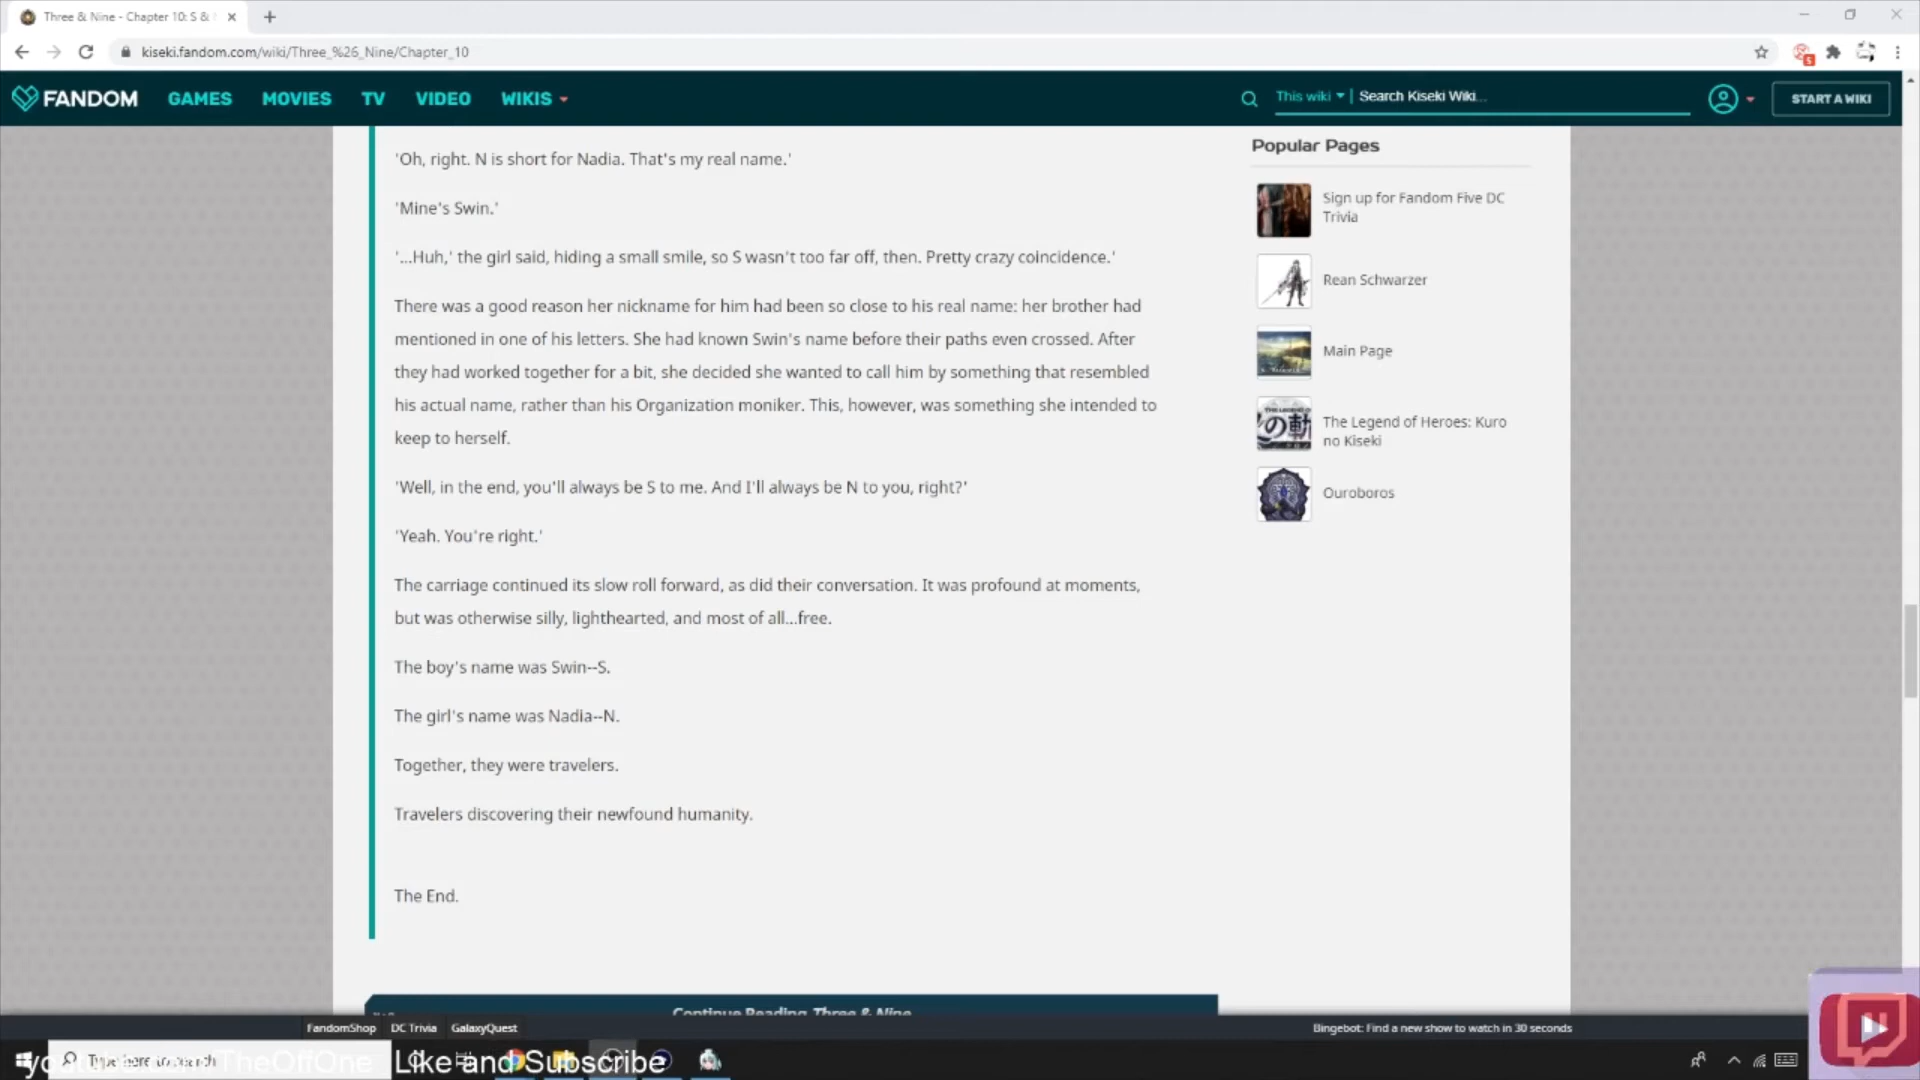 Three & Nine - Chapter 10: S &
kiseki.fandom.com/wiki/Three_%26_Nine/Chapter_10
5
FANDOM GAMES MOVIES TV VIDEO WIKIS This wiki Search Kiseki Wiki... START A WIKI
'Oh, right. N is short for Nadia. That's my real name.'
'Mine's Swin.'
'...Huh,' the girl said, hiding a small smile, so S wasn't too far off, then. Pretty crazy coincidence.'
There was a good reason her nickname for him had been so close to his real name: her brother had
mentioned in one of his letters. She had known Swin's name before their paths even crossed. After
they had worked together for a bit, she decided she wanted to call him by something that resembled
his actual name, rather than his Organization moniker. This, however, was something she intended to
keep to herself.
'Well, in the end, you'll always be S to me. And I'll always be N to you, right?'
'Yeah. You're right.'
The carriage continued its slow roll forward, as did their conversation. It was profound at moments,
but was otherwise silly, lighthearted, and most of all...free.
The boy's name was Swin--S.
The girl's name was Nadia--N.
Together, they were travelers.
Travelers discovering their newfound humanity.
The End.
Popular Pages
Sign up for Fandom Five DC
Trivia
Rean Schwarzer
Main Page
The Legend of Heroes: Kuro
no Kiseki
Ouroboros
Continue Reading Three & Nine
FandomShop DC Trivia GalaxyQuest Bingebot: Find a new show to watch in 30 seconds
Type here to search
youtube.com/TheOffOne Like and Subscribe